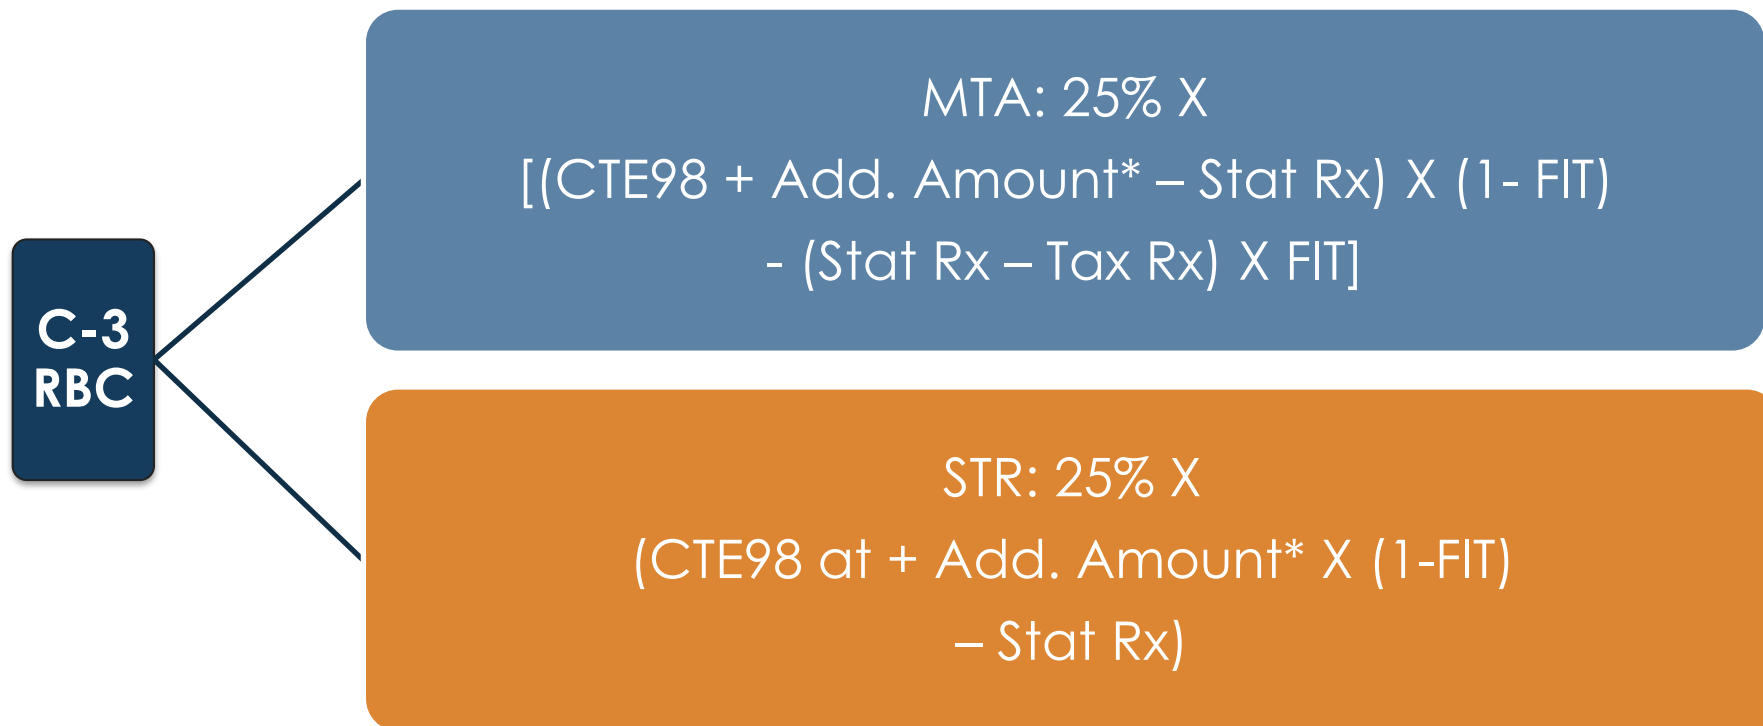 C-3
RBC
MTA: 25% X
[(CTE98 + Add. Amount* – Stat Rx) X (1- FIT)
- (Stat Rx – Tax Rx) X FIT]
STR: 25% X
(CTE98 at + Add. Amount* X (1-FIT)
– Stat Rx)